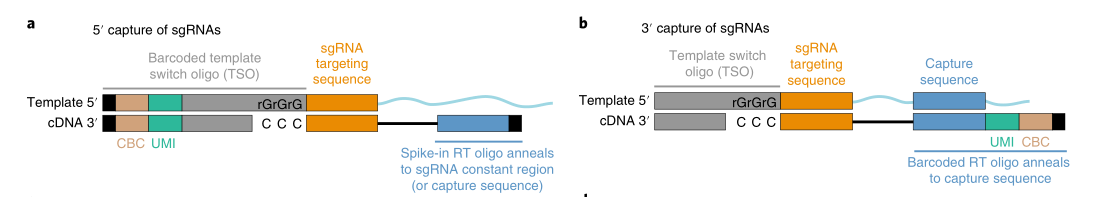 a
5′ capture of sgRNAs
Barcoded template
switch oligo (TSO)
sgRNA
targeting
sequence
Template 5′
rGrGrG
cDNA 3′
C C C
CBC
UMI
Spike-in RT oligo anneals
to sgRNA constant region
(or capture sequence)
b
3′ capture of sgRNAs
Template switch
oligo (TSO)
sgRNA
targeting
sequence
Capture
sequence
Template 5′
rGrGrG
cDNA 3′
C C C
UMI
CBC
Barcoded RT oligo anneals
to capture sequence